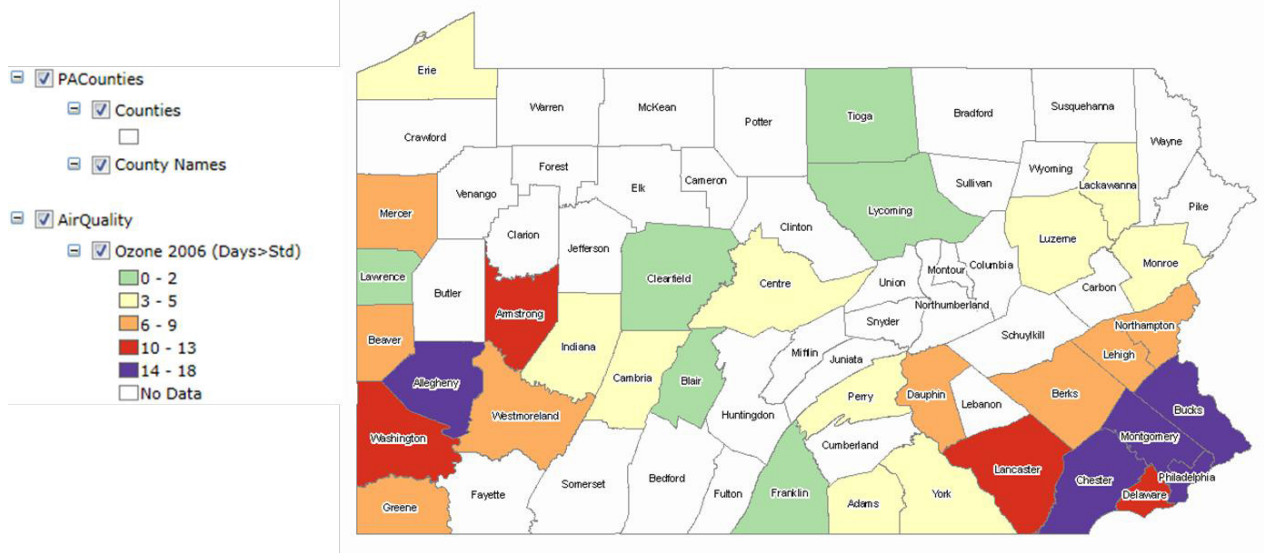 PACounties
Counties
County Names
AirQuality
Ozone 2006 (Days>Std)
0 - 2
3 - 5
6 - 9
10 - 13
14 - 18
No Data
Erie
Crawford
Warren
McKean
Potter
Tioga
Bradford
Susquehanna
Wayne
Wyoming
Lackawanna
Pike
Mercer
Venango
Forest
Elk
Cameron
Sullivan
Lycoming
Clinton
Clarion
Jefferson
Luzerne
Monroe
Lawrence
Butler
Clearfield
Centre
Union
Montour
Columbia
Carbon
Northumberland
Snyder
Armstrong
Beaver
Indiana
Schuylkill
Northampton
Lehigh
Mifflin
Juniata
Allegheny
Cambria
Blair
Perry
Dauphin
Lebanon
Berks
Bucks
Westmoreland
Huntingdon
Washington
Cumberland
Montgomery
Lancaster
Chester
Philadelphia
Delaware
Greene
Fayette
Somerset
Bedford
Fulton
Franklin
Adams
York